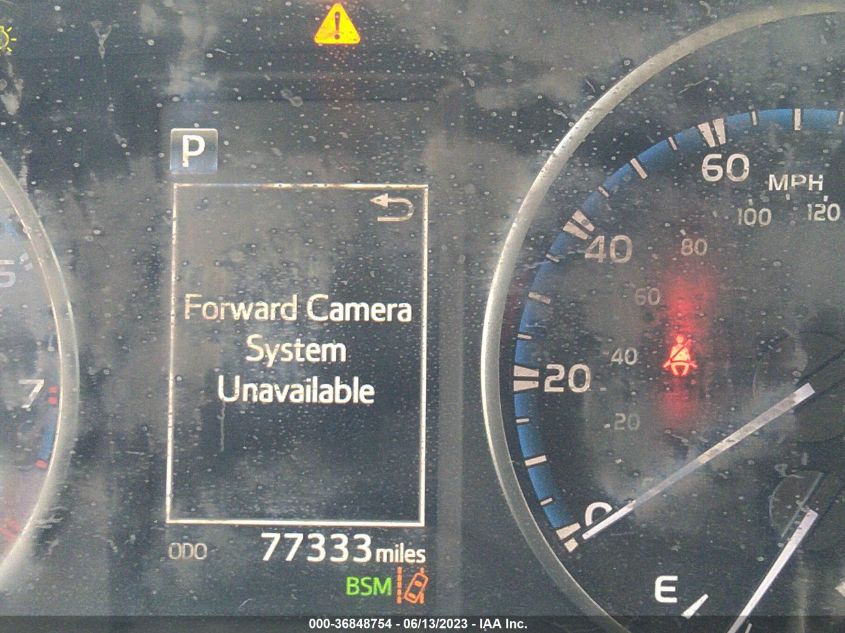 P
Forward Camera
System
Unavailable
ODO 77333 miles
BSM
7
60
MPH
100 120
40
80
60
20
40
20
0
E
000-36848754 - 06/13/2023 - IAA Inc.